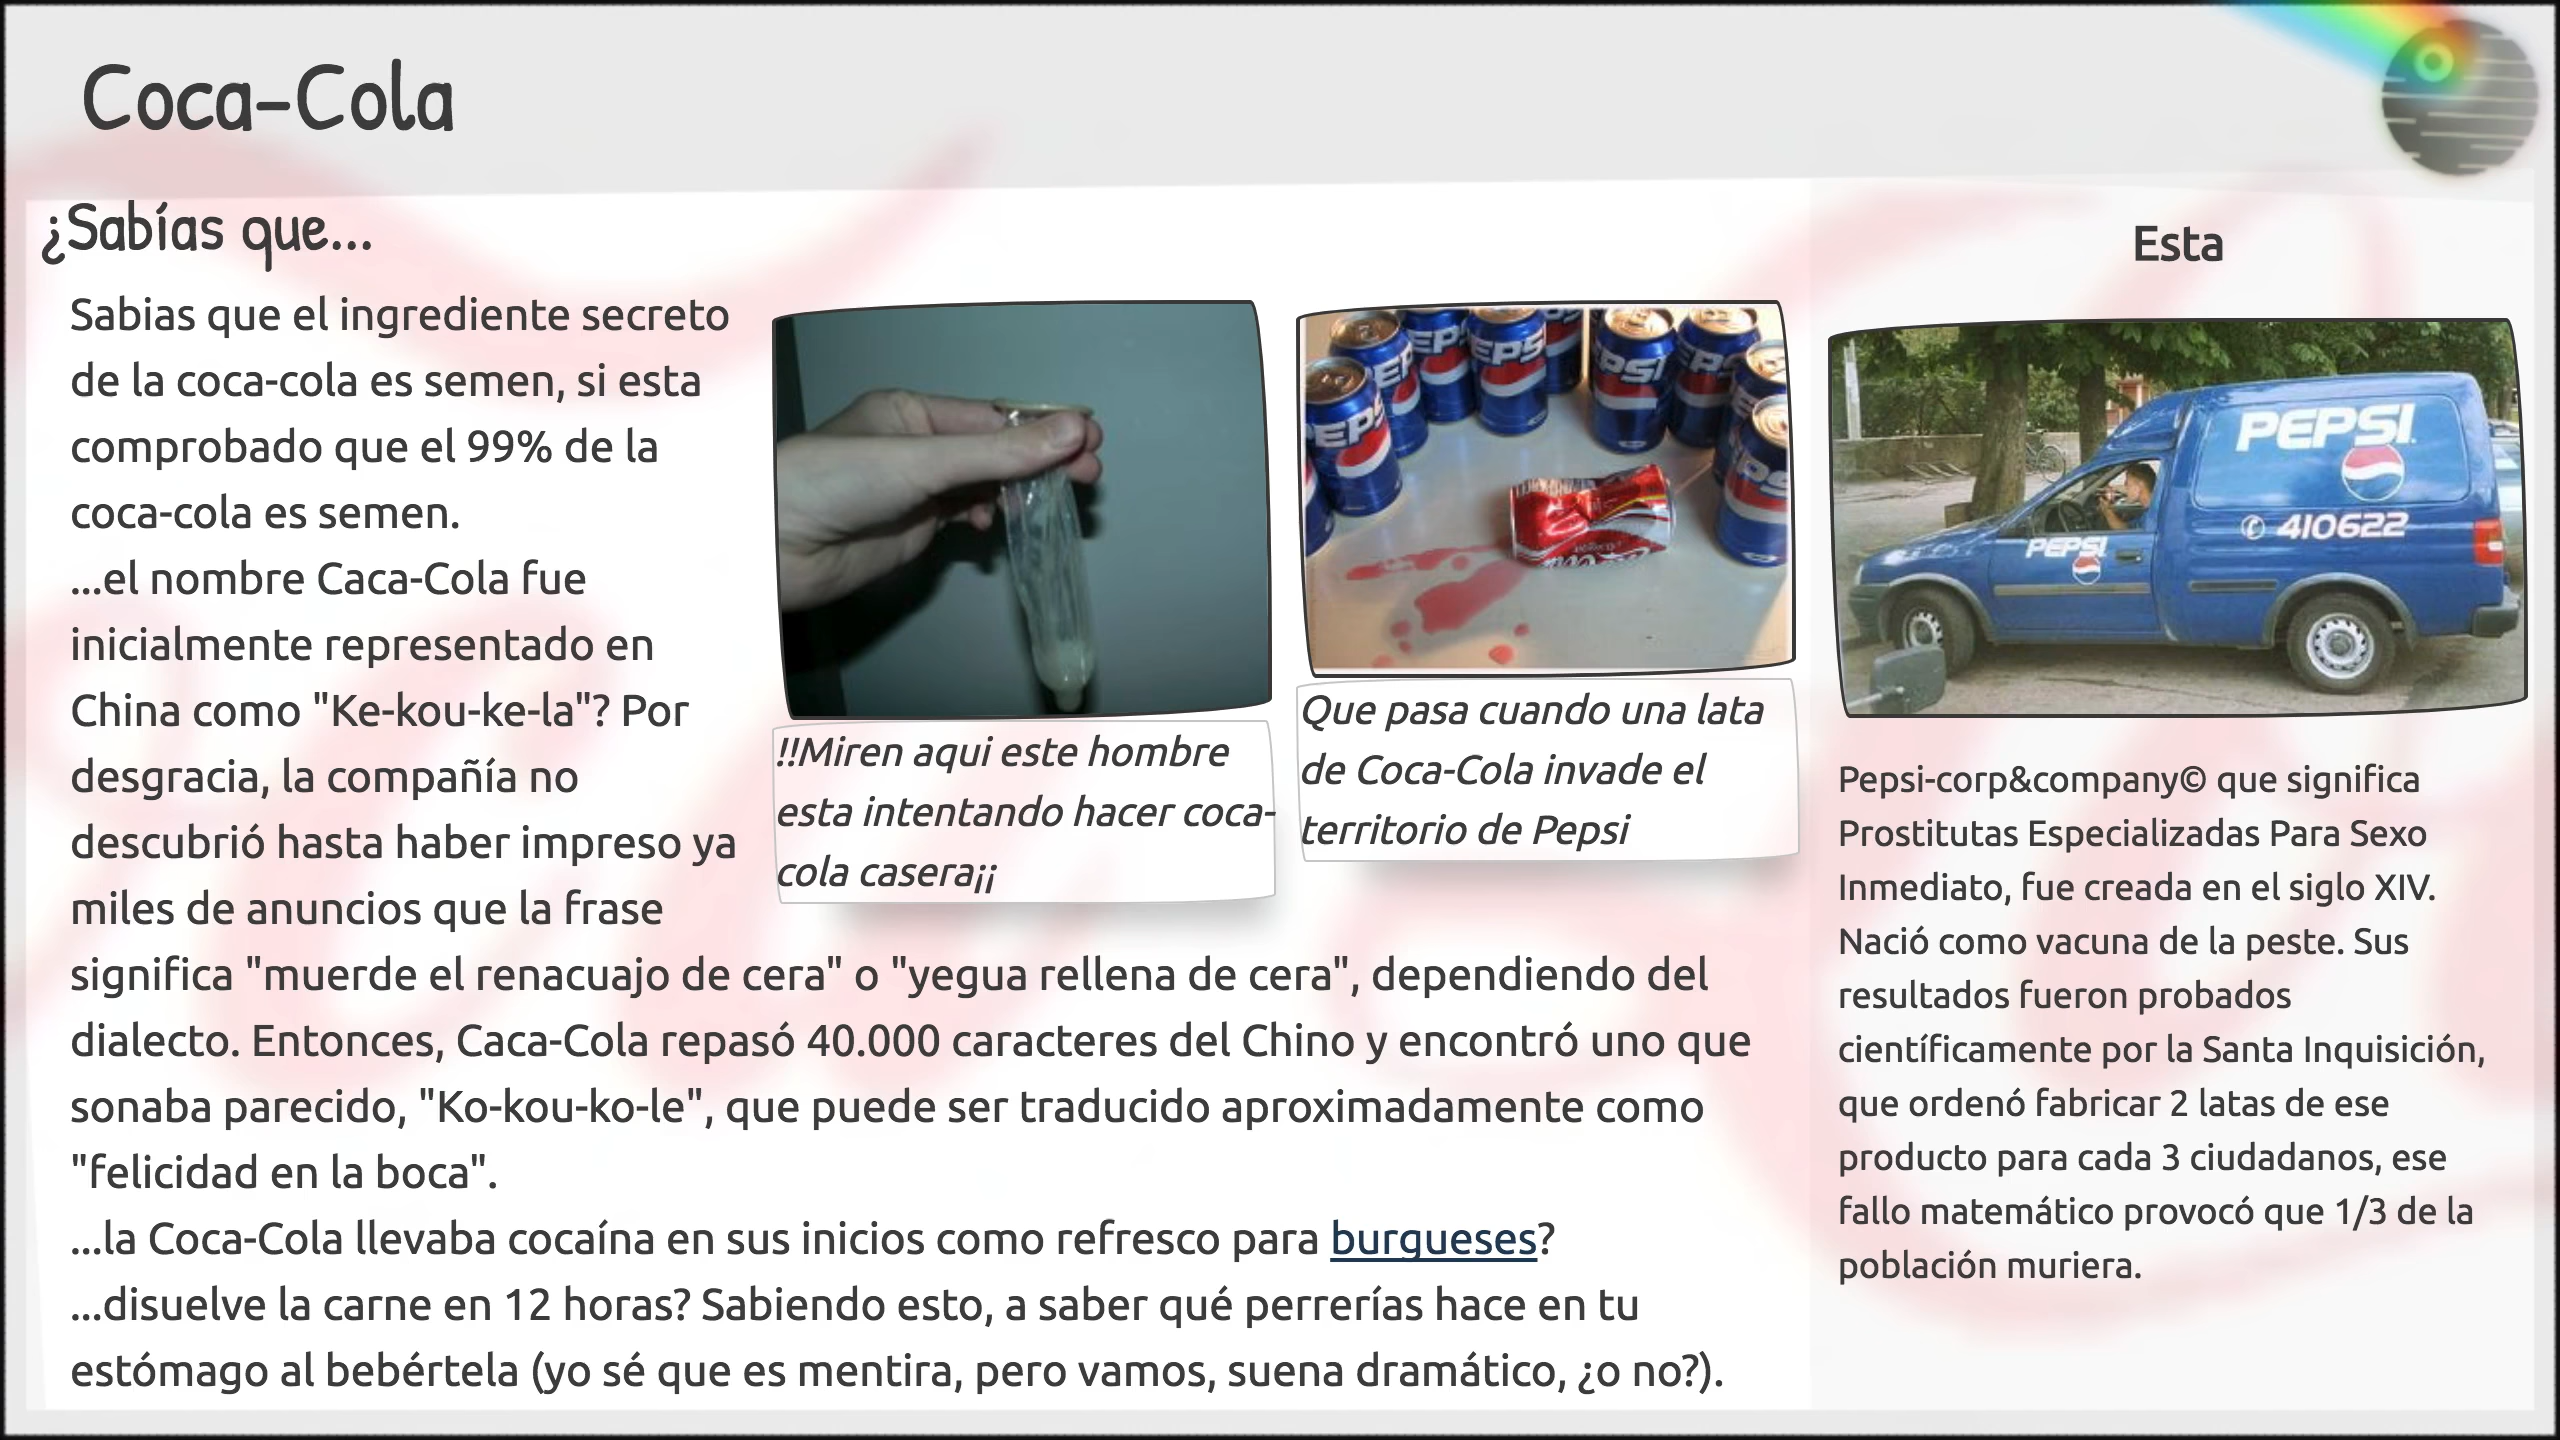 Coca-Cola
¿Sabías que...
Sabias que el ingrediente secreto
de la coca-cola es semen, si esta
comprobado que el 99% de la
coca-cola es semen.
...el nombre Caca-Cola fue
inicialmente representado en
China como "Ke-kou-ke-la"? Por
desgracia, la compañía no
descubrió hasta haber impreso ya
miles de anuncios que la frase
significa "muerde el renacuajo de cera" o "yegua rellena de cera", dependiendo del
dialecto. Entonces, Caca-Cola repasó 40.000 caracteres del Chino y encontró uno que
sonaba parecido, "Ko-kou-ko-le", que puede ser traducido aproximadamente como
"felicidad en la boca".
...la Coca-Cola llevaba cocaína en sus inicios como refresco para burgueses?
...disuelve la carne en 12 horas? Sabiendo esto, a saber qué perrerías hace en tu
estómago al bebértela (yo sé que es mentira, pero vamos, suena dramático, ¿o no?).
!!Miren aqui este hombre
esta intentando hacer coca-
cola casera¡¡
EPS
EP
EPS
EPSI
EPS
PS
Que pasa cuando una lata
de Coca-Cola invade el
territorio de Pepsi
Esta
PEPSI
410622
PEPSI
Pepsi-corp&company© que significa
Prostitutas Especializadas Para Sexo
Inmediato, fue creada en el siglo XIV.
Nació como vacuna de la peste. Sus
resultados fueron probados
científicamente por la Santa Inquisición,
que ordenó fabricar 2 latas de ese
producto para cada 3 ciudadanos, ese
fallo matemático provocó que 1/3 de la
población muriera.